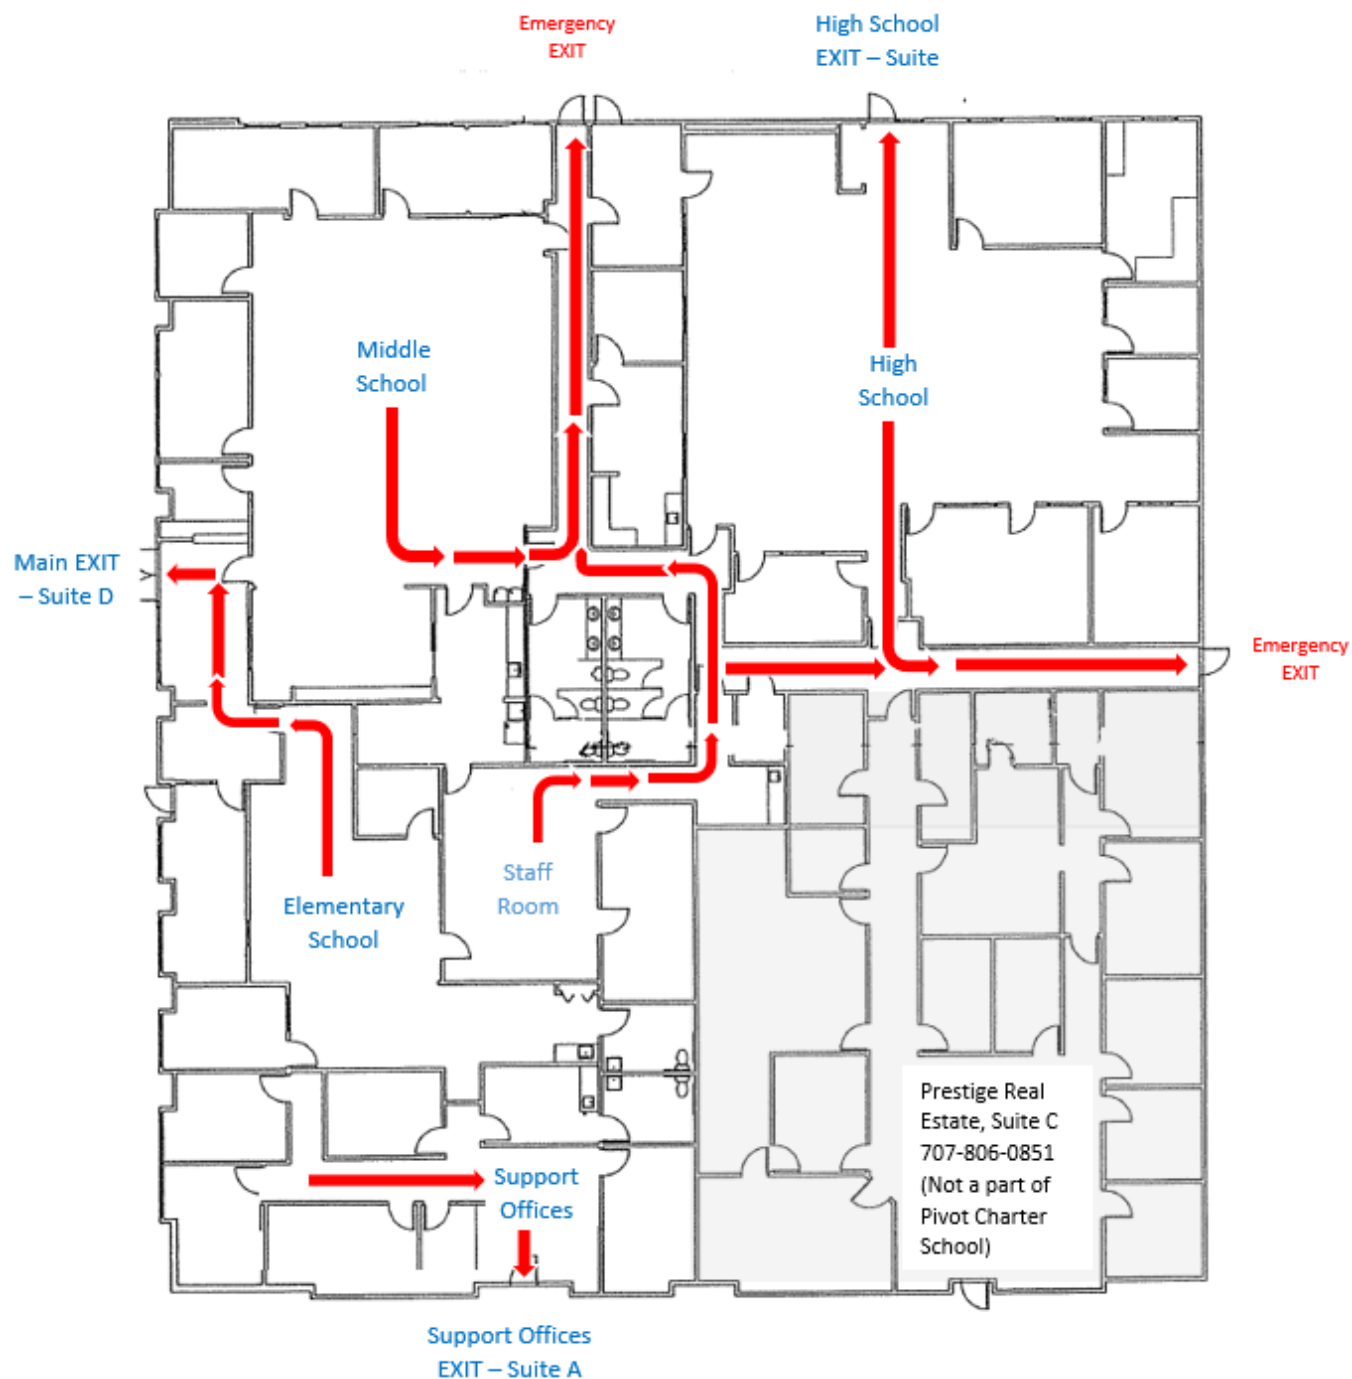 Emergency
EXIT
High School
EXIT – Suite
Middle
School
High
School
Main EXIT
– Suite D
Emergency
EXIT
Staff
Room
Elementary
School
Prestige Real
Estate, Suite C
707-806-0851
(Not a part of
Pivot Charter
School)
Support
Offices
Support Offices
EXIT – Suite A